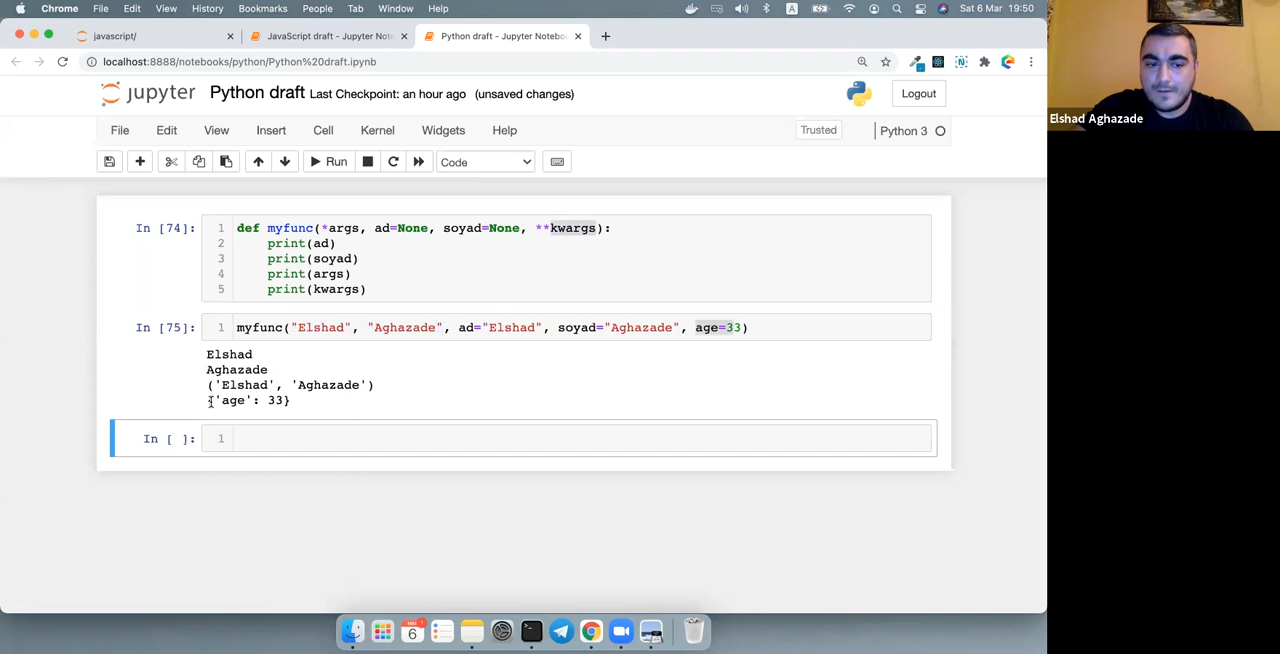 Chrome File Edit View History Bookmarks People Tab Window Help
A
Sat 6 Mar 19:50
javascript/
JavaScript draft - Jupyter Note
Python draft - Jupyter Notebo
localhost:8888/notebooks/python/Python%20draft.ipynb
jupyter Python draft Last Checkpoint: an hour ago (unsaved changes)
Logout
File Edit View Insert Cell Kernel Widgets Help
Trusted
Python 3
Run
Code
In [74]:
1 def myfunc(*args, ad=None, soyad=None, **kwargs):
2 print(ad)
3 print(soyad)
4 print(args)
5 print(kwargs)
In [75]:
1 myfunc("Elshad", "Aghazade", ad="Elshad", soyad="Aghazade", age=33)
Elshad
Aghazade
('Elshad', 'Aghazade')
{'age': 33}
In [ ]:
1
6
Elshad Aghazade